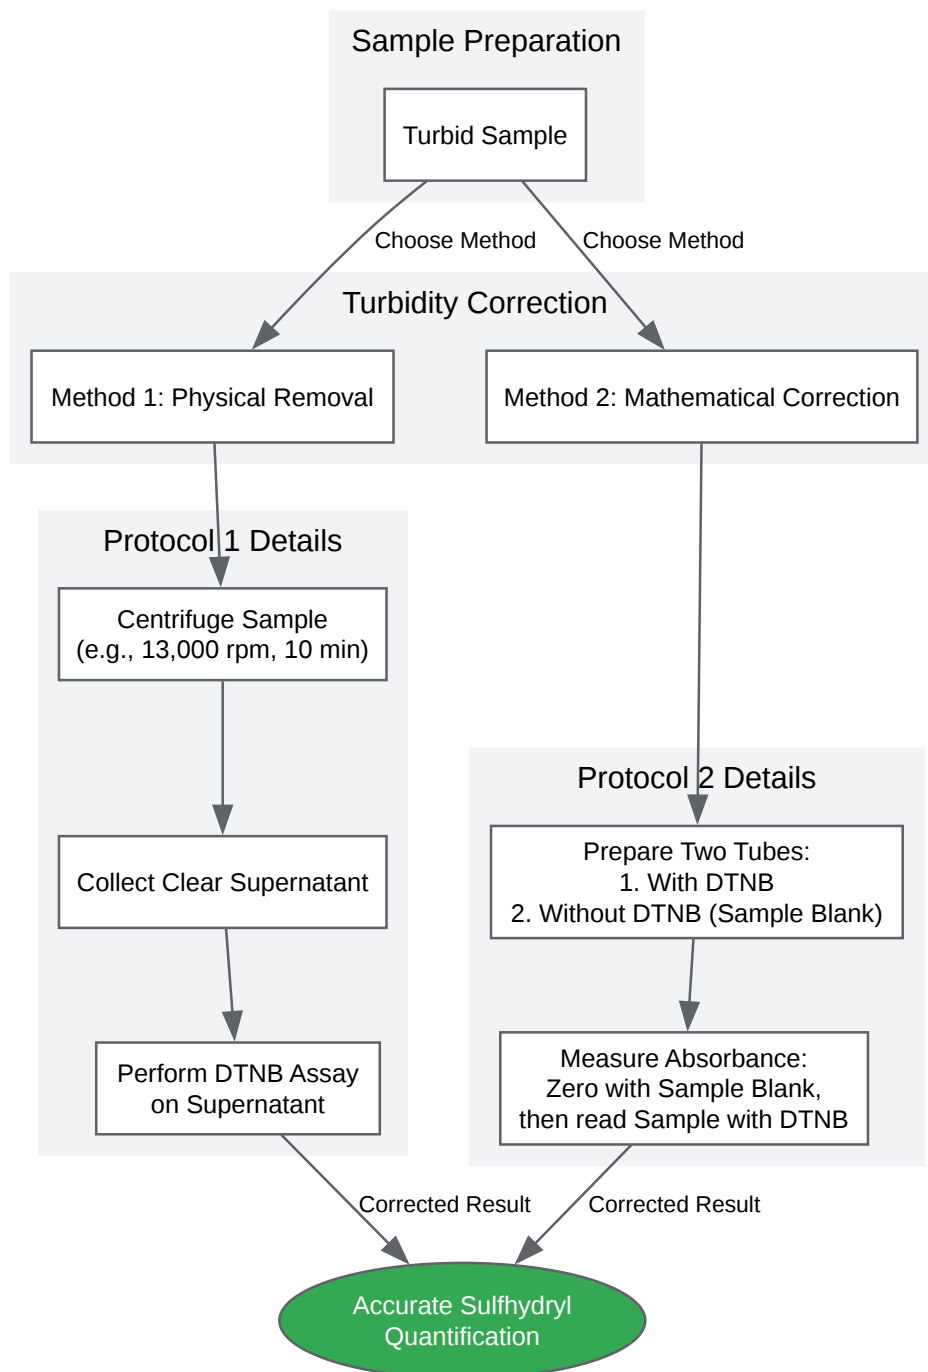 Sample Preparation
Turbid Sample
Choose Method
Choose Method
Turbidity Correction
Method 1: Physical Removal
Method 2: Mathematical Correction
Protocol 1 Details
Centrifuge Sample
(e.g., 13,000 rpm, 10 min)
Collect Clear Supernatant
Perform DTNB Assay
on Supernatant
Protocol 2 Details
Prepare Two Tubes:
1. With DTNB
2. Without DTNB (Sample Blank)
Measure Absorbance:
Zero with Sample Blank,
then read Sample with DTNB
Corrected Result
Corrected Result
Accurate Sulfhydryl
Quantification